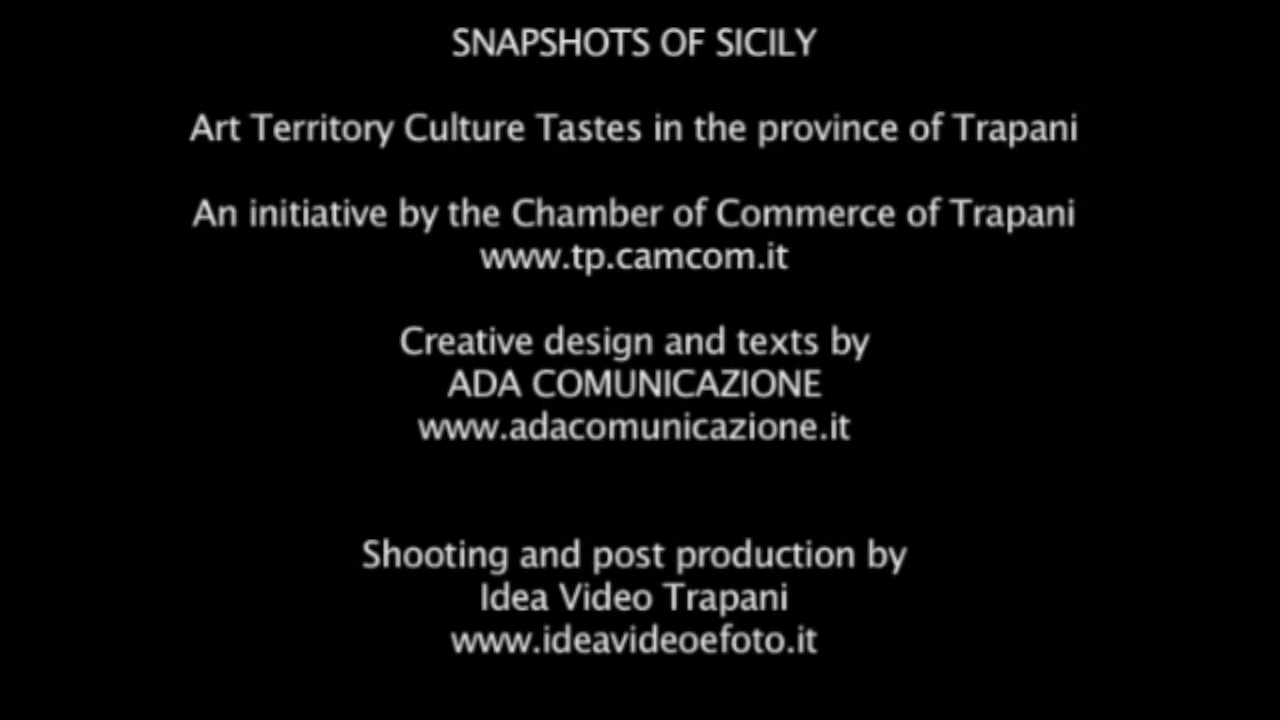 SNAPSHOTS OF SICILY
Art Territory Culture Tastes in the province of Trapani
An initiative by the Chamber of Commerce of Trapani
www.tp.camcom.it
Creative design and texts by
ADA COMUNICAZIONE
www.adacomunicazione.it
Shooting and post production by
Idea Video Trapani
www.ideavideoefoto.it